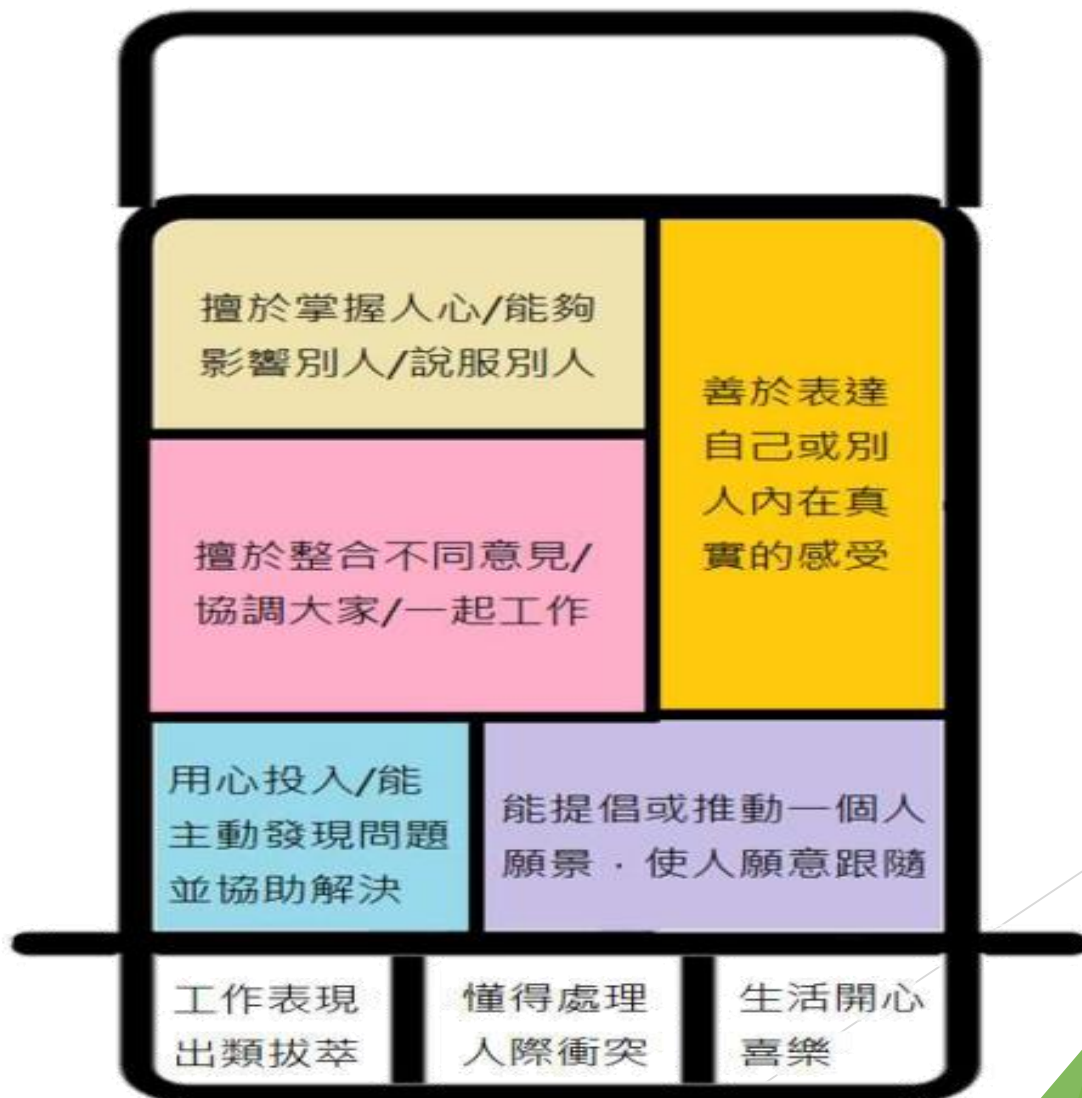 擅於掌握人心/能夠
影響別人/說服別人
善於表達
自己或別
人內在真
實的感受
擅於整合不同意見/
協調大家/一起工作
用心投入/能
主動發現問題
並協助解決
能提倡或推動一個人
願景．使人願意跟隨
工作表現
出類拔萃
懂得處理
人際衝突
生活開心
喜樂